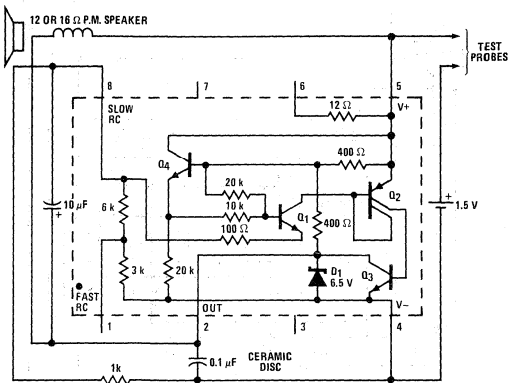 12 OR 16 Ω P.M. SPEAKER
TEST
PROBES
8
7
6
5
SLOW
RC
12 Ω
V+
Q4
400 Ω
20 k
10 k
Q1
Q2
100 Ω
400 Ω
10 μF
+
6 k
+
1.5 V
3 k
20 k
D1
6.5 V
Q3
FAST
RC
OUT
V−
1
2
3
4
0.1 μF
CERAMIC
DISC
1k